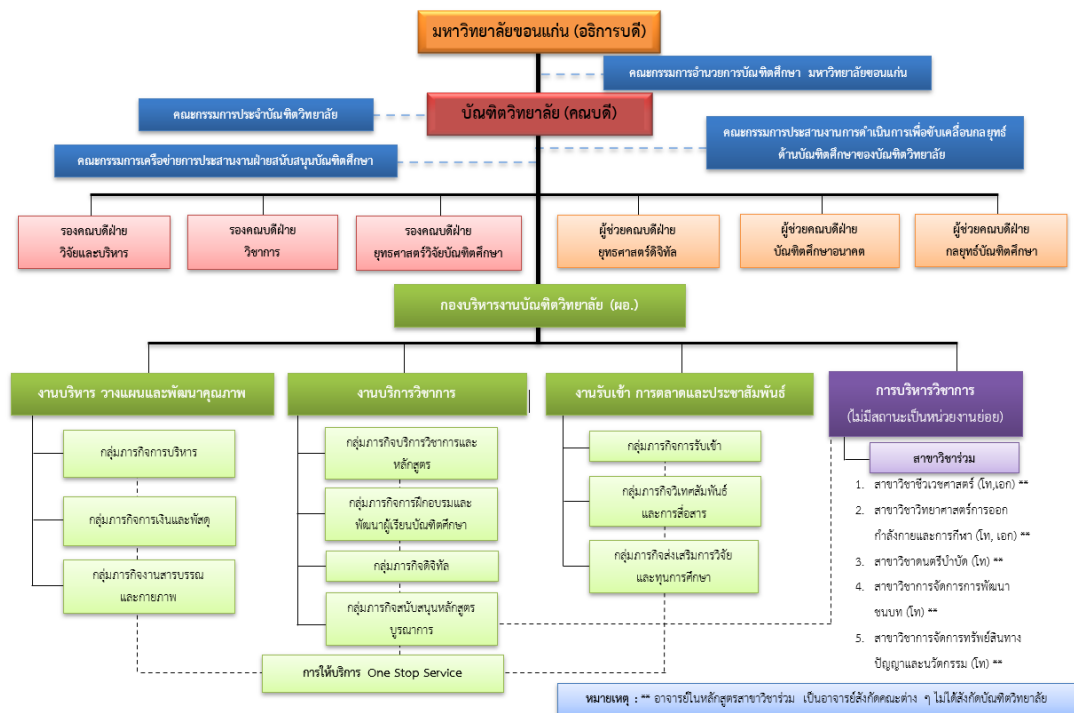 มหาวิทยาลัยขอนแก่น (อธิการบดี)
คณะกรรมการอำนวยการบัณฑิตศึกษา มหาวิทยาลัยขอนแก่น
คณะกรรมการประจำบัณฑิตวิทยาลัย
บัณฑิตวิทยาลัย (คณบดี)
คณะกรรมการประสานงานการดำเนินการเพื่อขับเคลื่อนกลยุทธ์
ด้านบัณฑิตศึกษาของบัณฑิตวิทยาลัย
คณะกรรมการเครือข่ายการประสานงานฝ่ายสนับสนุนบัณฑิตศึกษา
รองคณบดีฝ่าย
วิจัยและบริหาร
รองคณบดีฝ่าย
วิชาการ
รองคณบดีฝ่าย
ยุทธศาสตร์วิจัยบัณฑิตศึกษา
ผู้ช่วยคณบดีฝ่าย
ยุทธศาสตร์ดิจิทัล
ผู้ช่วยคณบดีฝ่าย
บัณฑิตศึกษาอนาคต
ผู้ช่วยคณบดีฝ่าย
กลยุทธ์บัณฑิตศึกษา
กองบริหารงานบัณฑิตวิทยาลัย (ผอ.)
งานบริหาร วางแผนและพัฒนาคุณภาพ
กลุ่มภารกิจการบริหาร
กลุ่มภารกิจการเงินและพัสดุ
กลุ่มภารกิจงานสารบรรณ
และกายภาพ
งานบริการวิชาการ
กลุ่มภารกิจบริการวิชาการและ
หลักสูตร
กลุ่มภารกิจการฝึกอบรมและ
พัฒนาผู้เรียนบัณฑิตศึกษา
กลุ่มภารกิจดิจิทัล
กลุ่มภารกิจสนับสนุนหลักสูตร
บูรณาการ
งานรับเข้า การตลาดและประชาสัมพันธ์
กลุ่มภารกิจการรับเข้า
กลุ่มภารกิจวิเทศสัมพันธ์
และการสื่อสาร
กลุ่มภารกิจส่งเสริมการวิจัย
และทุนการศึกษา
การบริหารวิชาการ
(ไม่มีสถานะเป็นหน่วยงานย่อย)
สาขาวิชาร่วม
1. สาขาวิชาชีวเวชศาสตร์ (โท,เอก) **
2. สาขาวิชาวิทยาศาสตร์การออก
กำลังกายและการกีฬา (โท, เอก) **
3. สาขาวิชาดนตรีบำบัด (โท) **
4. สาขาวิชาการจัดการการพัฒนา
ชนบท (โท) **
5. สาขาวิชาการจัดการทรัพย์สินทาง
ปัญญาและนวัตกรรม (โท) **
การให้บริการ One Stop Service
หมายเหตุ : ** อาจารย์ในหลักสูตรสาขาวิชาร่วม เป็นอาจารย์สังกัดคณะต่าง ๆ ไม่ได้สังกัดบัณฑิตวิทยาลัย